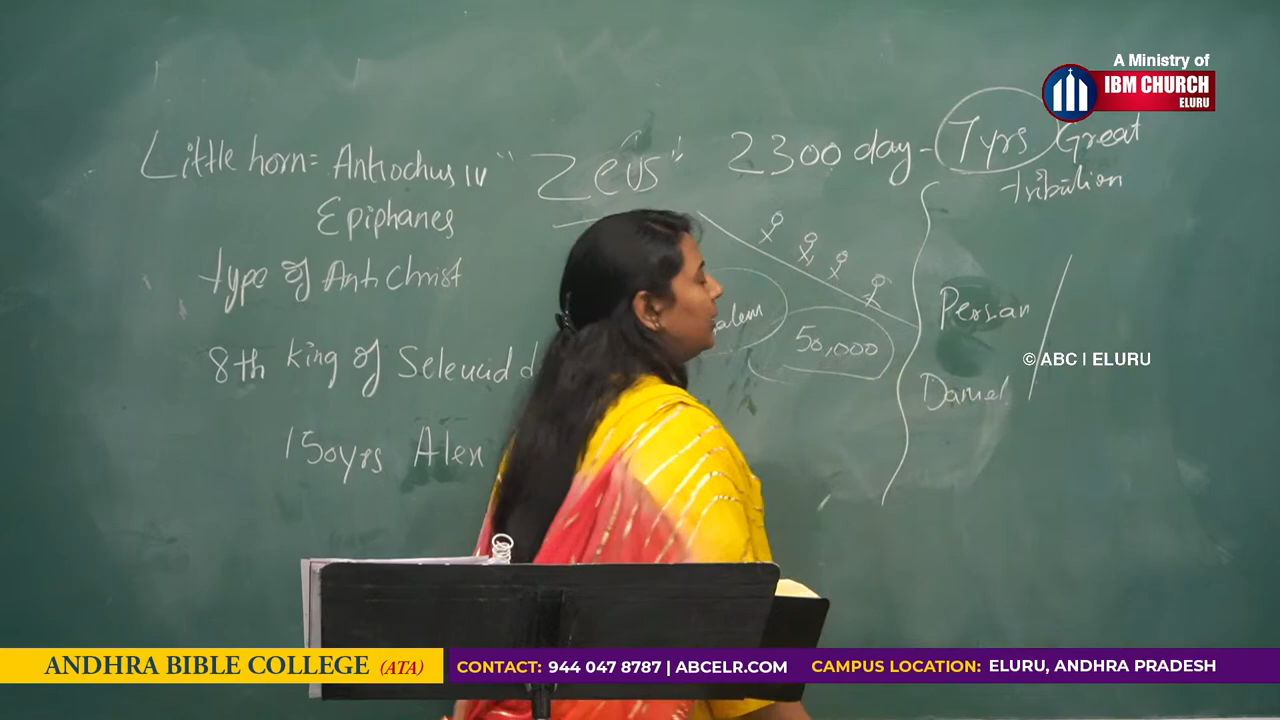 A Ministry of
IBM CHURCH
ELURU
Little horn = Antiochus IV "Zeus" 2300 day - 7yrs Great
tribution
Epiphanes
type of AntiChrist
50,000
Persian
8th king of Seleucid d
© ABC | ELURU
Daniel
150yrs Alex
ANDHRA BIBLE COLLEGE (ATA)
CONTACT: 944 047 8787 | ABCELR.COM CAMPUS LOCATION: ELURU, ANDHRA PRADESH